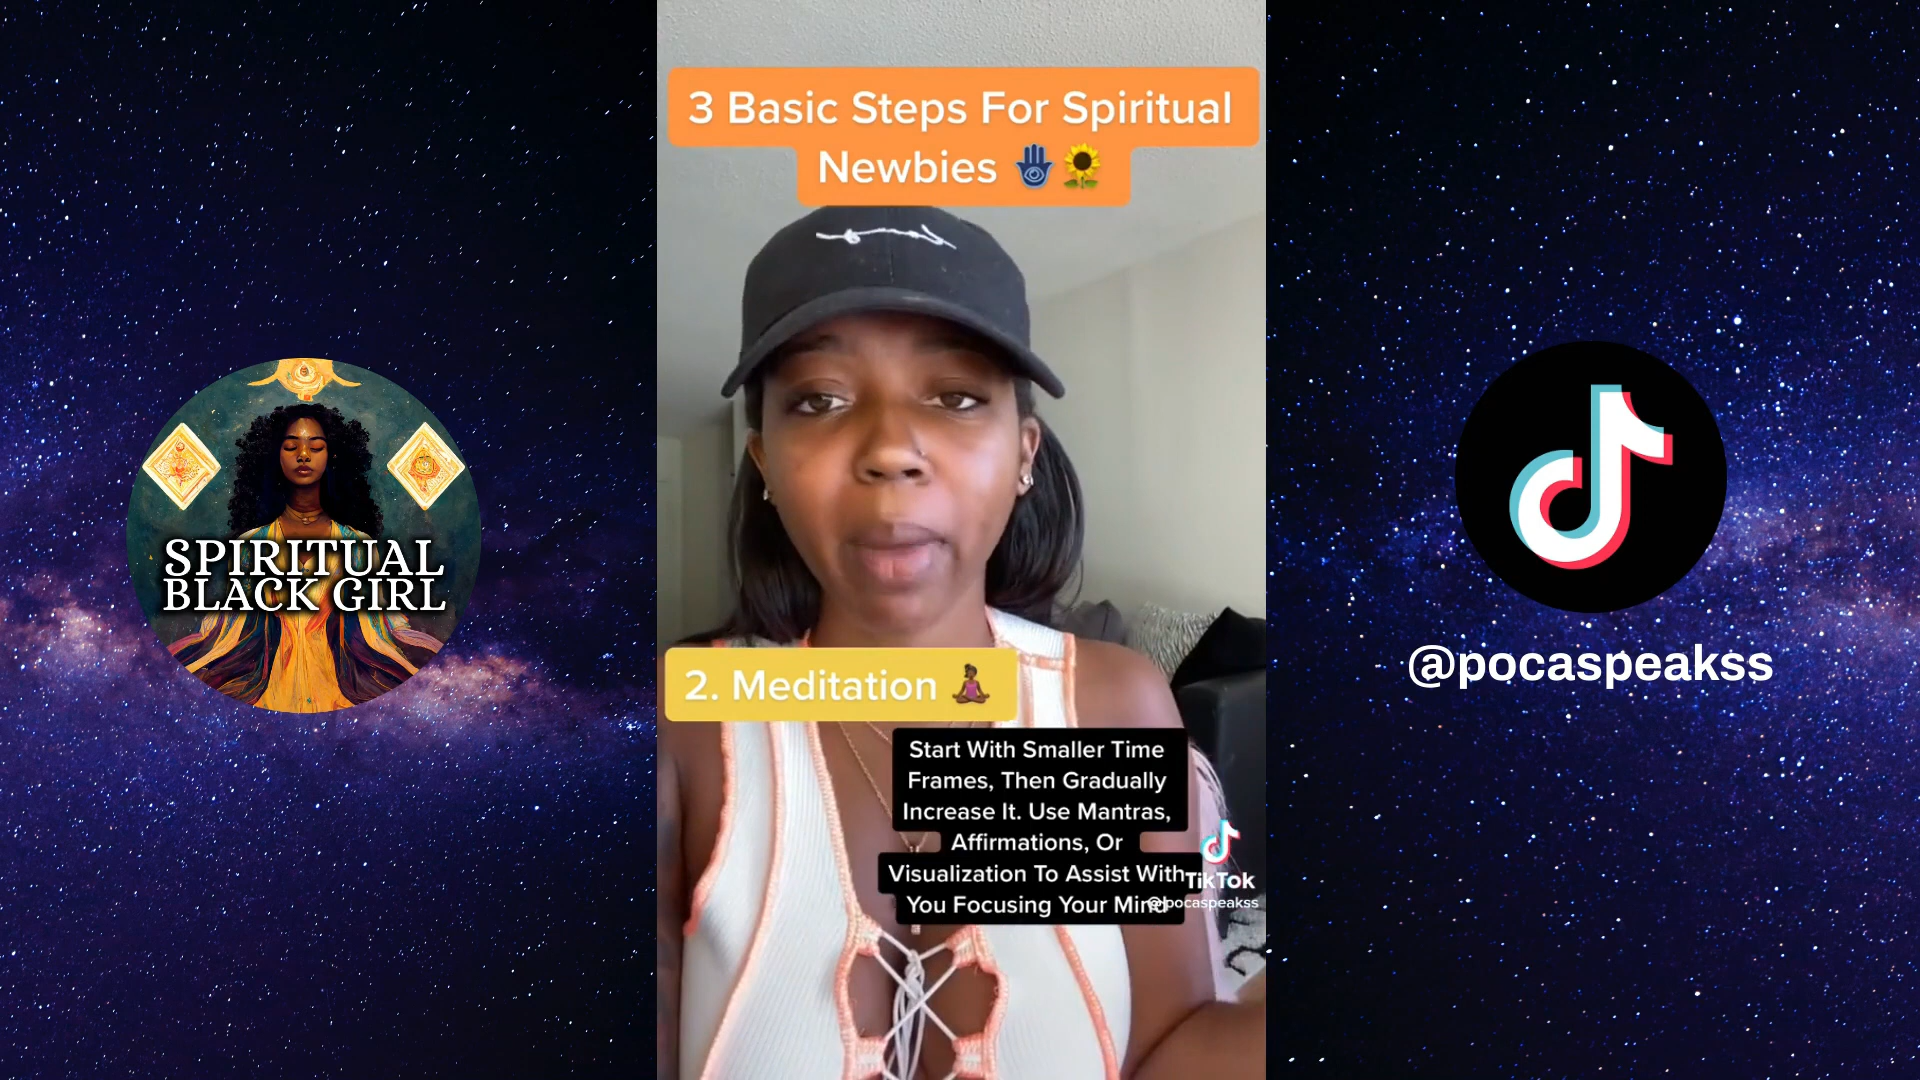 3 Basic Steps For Spiritual
Newbies
SPIRITUAL
BLACK GIRL
2. Meditation
Start With Smaller Time
Frames, Then Gradually
Increase It. Use Mantras,
Affirmations, Or
Visualization To Assist With
You Focusing Your Mind
TikTok
@pocaspeakss
@pocaspeakss